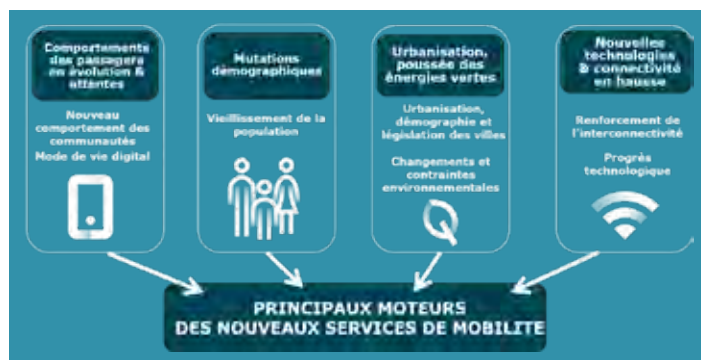 Comportements
des passagers
en évolution &
attentes
Nouveau
comportement des
communautés
Mode de vie digital
Mutations
démographiques
Vieillissement de la
population
Urbanisation,
poussée des
énergies vertes
Urbanisation,
démographie et
législation des villes
Changements et
contraintes
environnementales
Nouvelles
technologies
& connectivité
en hausse
Renforcement de
l'interconnectivité
Progrès
technologique
PRINCIPAUX MOTEURS
DES NOUVEAUX SERVICES DE MOBILITE